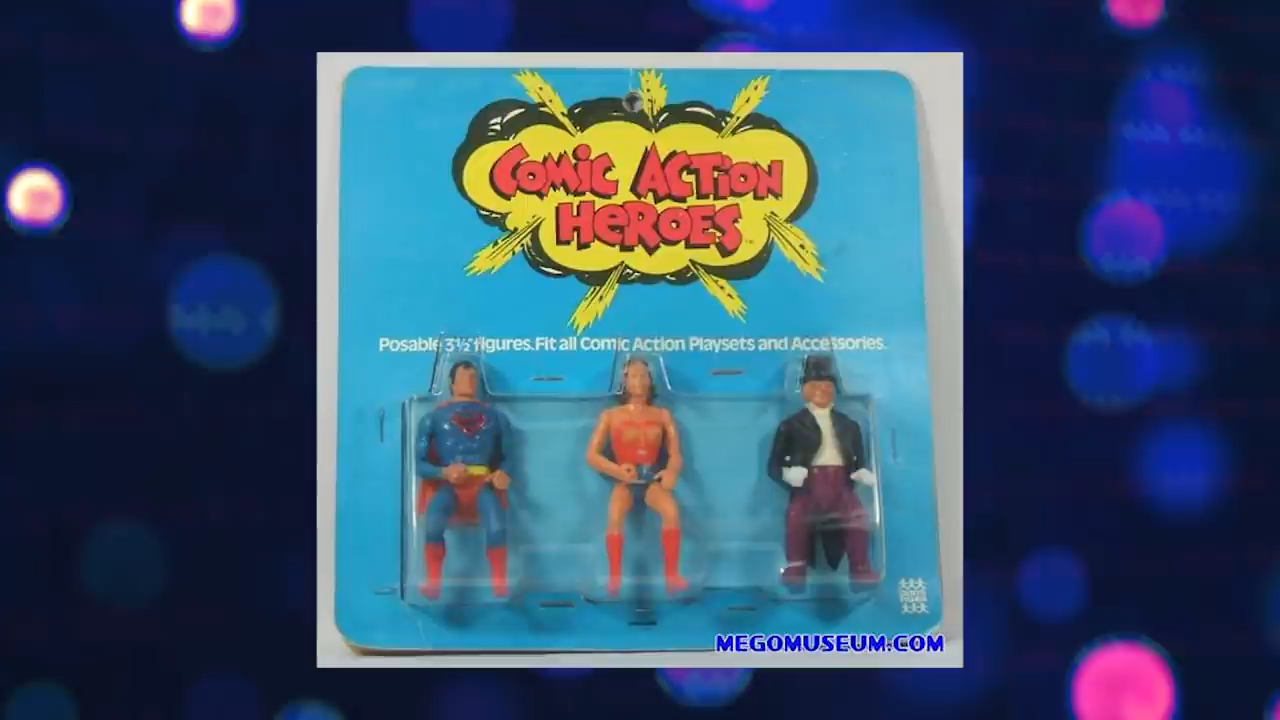 COMIC ACTION
HEROES
Posable 3½" figures. Fit all Comic Action Playsets and Accessories.
MEGOMUSEUM.COM